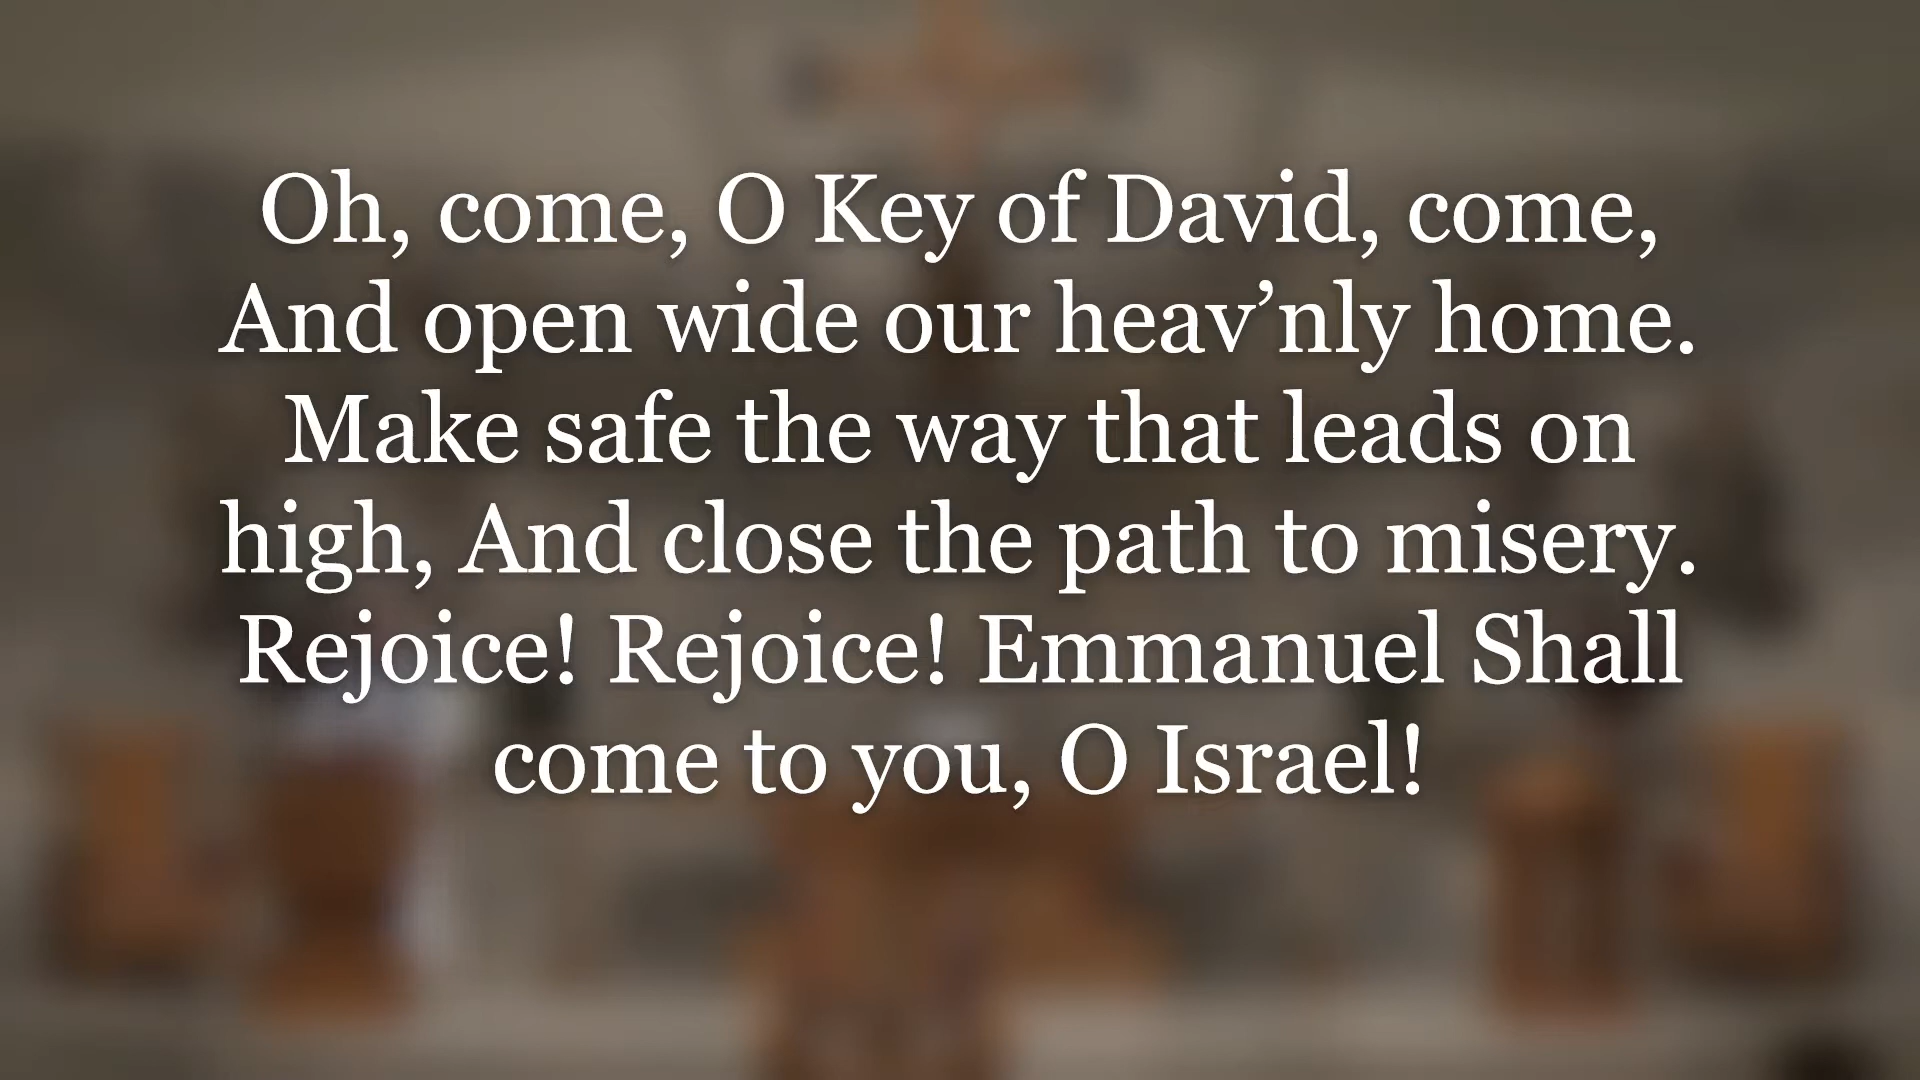 Oh, come, O Key of David, come,
And open wide our heav’nly home.
Make safe the way that leads on
high, And close the path to misery.
Rejoice! Rejoice! Emmanuel Shall
come to you, O Israel!